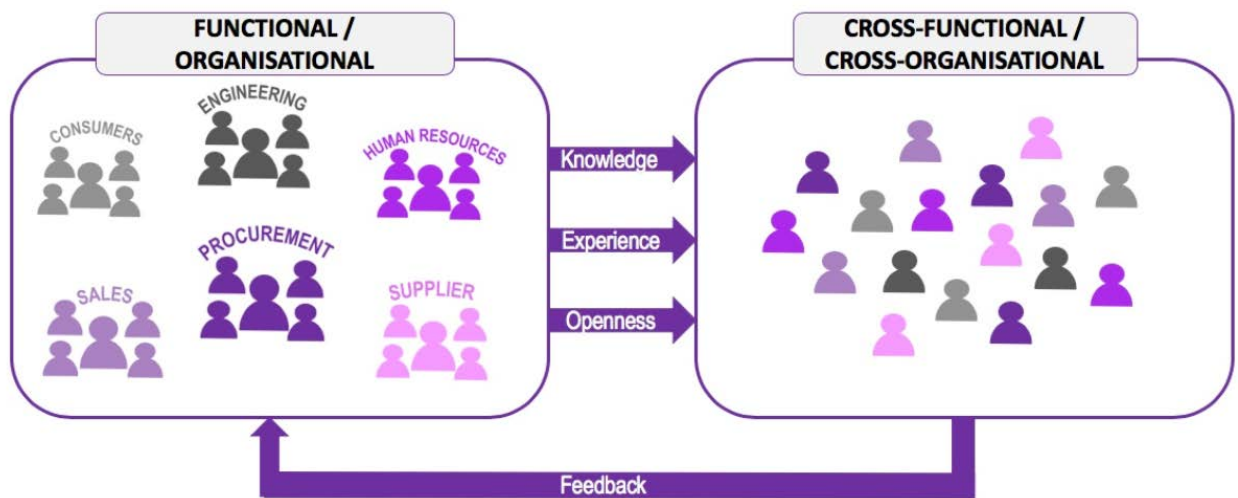 FUNCTIONAL /
ORGANISATIONAL
CROSS-FUNCTIONAL /
CROSS-ORGANISATIONAL
CONSUMERS
ENGINEERING
HUMAN RESOURCES
PROCUREMENT
SALES
SUPPLIER
Knowledge
Experience
Openness
Feedback